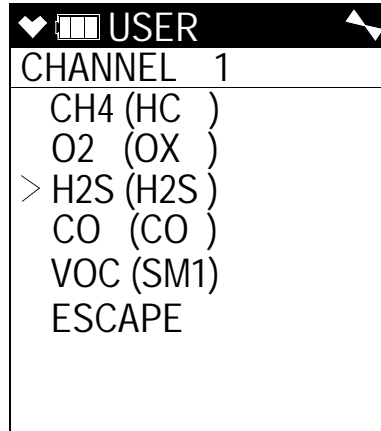 USER
CHANNEL 1
CH4 (HC )
O2 (OX )
> H2S (H2S )
CO (CO )
VOC (SM1)
ESCAPE